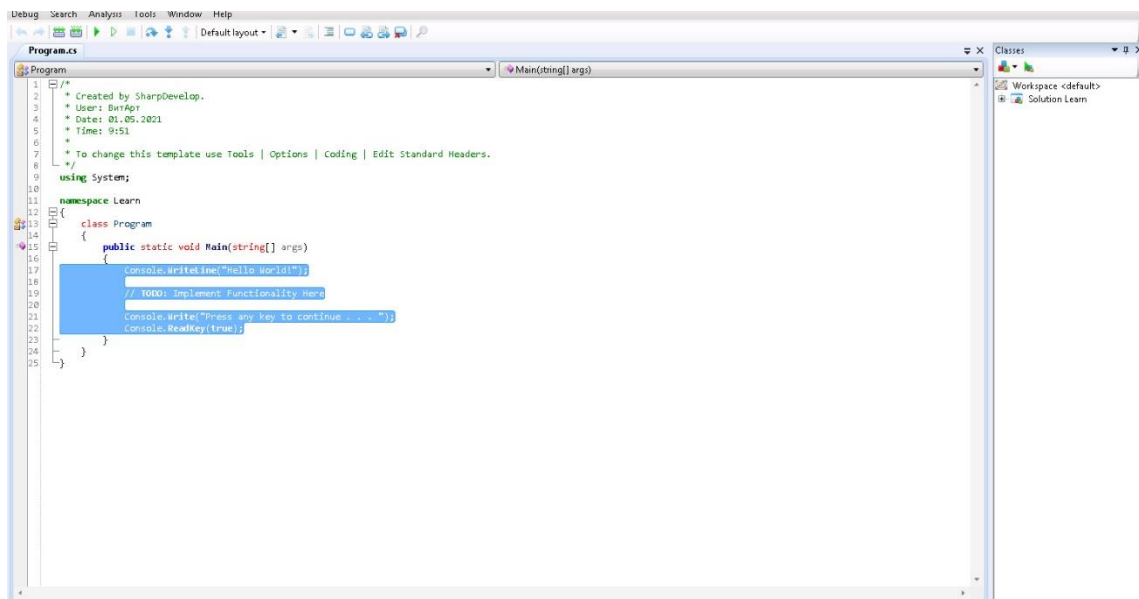 Debug Search Analysis Tools Window Help
Default layout
Program.cs
Classes
Program
Main(string[] args)
Workspace <default>
Solution Learn
1 /*
2 * Created by SharpDevelop.
3 * User: ВитАрт
4 * Date: 01.05.2021
5 * Time: 9:51
6 *
7 * To change this template use Tools | Options | Coding | Edit Standard Headers.
8 */
9 using System;
10
11 namespace Learn
12 {
13 class Program
14 {
15 public static void Main(string[] args)
16 {
17 Console.WriteLine("Hello World!");
18
19 // TODO: Implement Functionality Here
20
21 Console.Write("Press any key to continue . . . ");
22 Console.ReadKey(true);
23 }
24 }
25 }